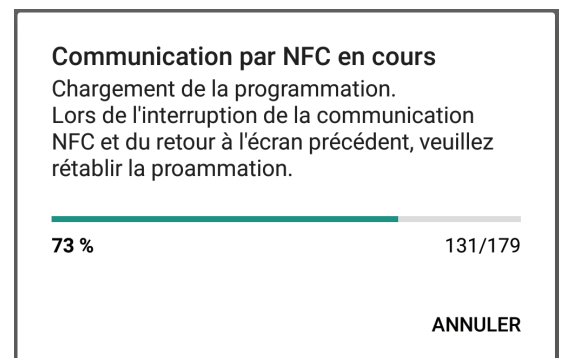 Communication par NFC en cours
Chargement de la programmation.
Lors de l'interruption de la communication
NFC et du retour à l'écran précédent, veuillez
rétablir la proammation.
73 % 131/179
ANNULER